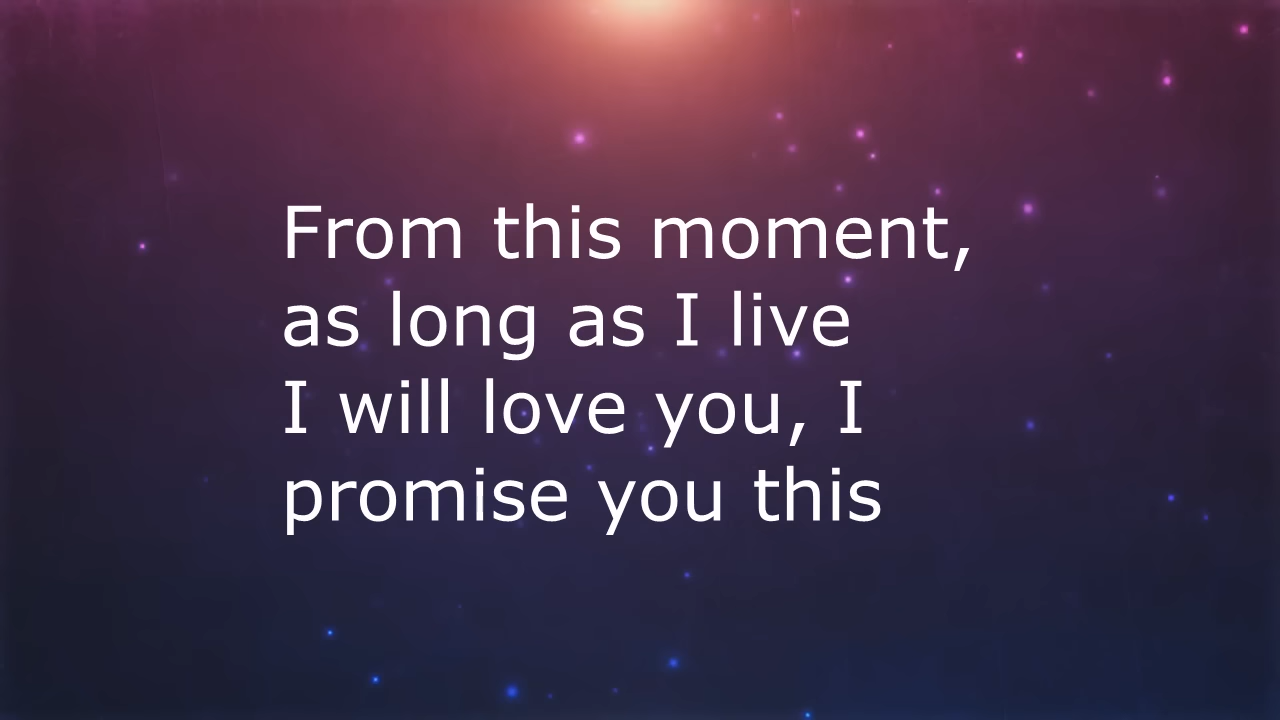 From this moment,
as long as I live
I will love you, I
promise you this